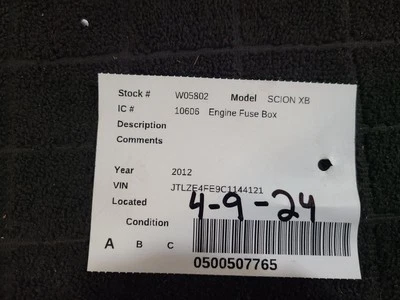 Stock # W05802 Model SCION XB
IC # 10606 Engine Fuse Box
Description
Comments
Year 2012
VIN JTLZE4FE9C1144121
Located 4-9-24
Condition
A B C
0500507765